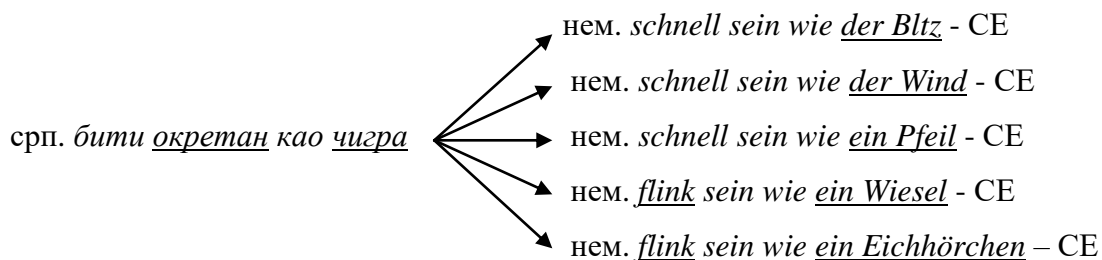 нем. schnell sein wie der Bltz - CE
нем. schnell sein wie der Wind - CE
срп. бити окретан као чигра
нем. schnell sein wie ein Pfeil - CE
нем. flink sein wie ein Wiesel - CE
нем. flink sein wie ein Eichhörchen – CE